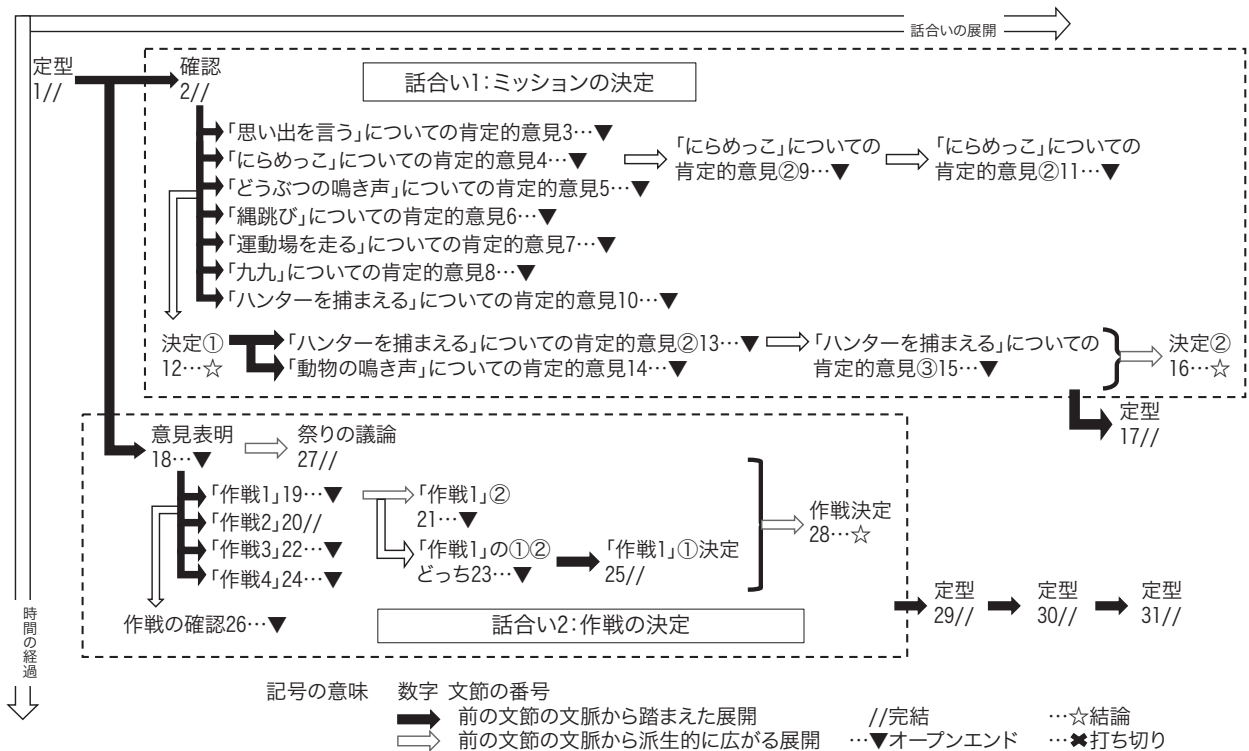 話合いの展開
定型
1//
確認
2//
話合い1:ミッションの決定
「思い出を言う」についての肯定的意見3…▼
「にらめっこ」についての肯定的意見4…▼
「にらめっこ」についての
肯定的意見②9…▼
「にらめっこ」についての
肯定的意見②11…▼
「どうぶつの鳴き声」についての肯定的意見5…▼
「縄跳び」についての肯定的意見6…▼
「運動場を走る」についての肯定的意見7…▼
「九九」についての肯定的意見8…▼
「ハンターを捕まえる」についての肯定的意見10…▼
決定①
12…☆
「ハンターを捕まえる」についての肯定的意見②13…▼
「動物の鳴き声」についての肯定的意見14…▼
「ハンターを捕まえる」についての
肯定的意見③15…▼
決定②
16…☆
定型
17//
意見表明
18…▼
祭りの議論
27//
「作戦1」19…▼
「作戦2」20//
「作戦3」22…▼
「作戦4」24…▼
「作戦1」②
21…▼
「作戦1」の①②
どっち23…▼
「作戦1」①決定
25//
作戦決定
28…☆
作戦の確認26…▼
話合い2:作戦の決定
定型
29//
定型
30//
定型
31//
時間の経過
記号の意味 数字 文節の番号
前の文節の文脈から踏まえた展開 //完結 …☆結論
前の文節の文脈から派生的に広がる展開 …▼オープンエンド …✖打ち切り